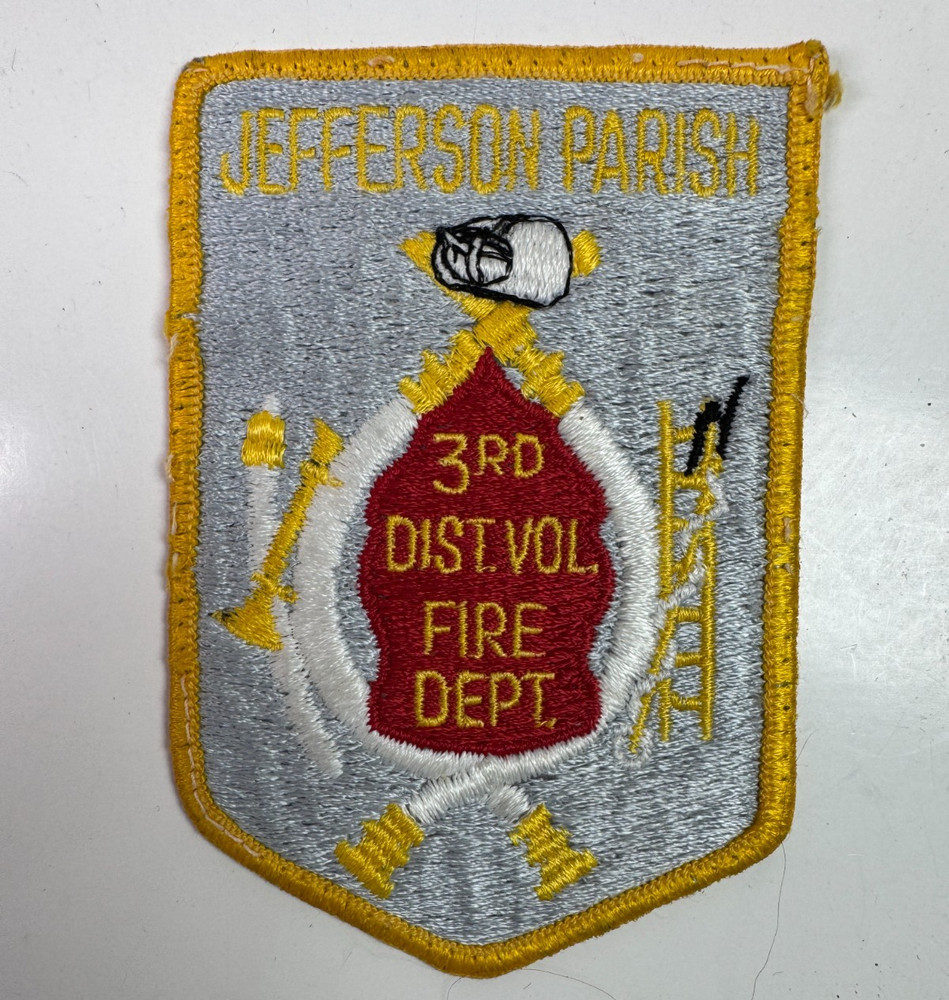 JEFFERSON PARISH
3RD
DIST. VOL.
FIRE
DEPT.